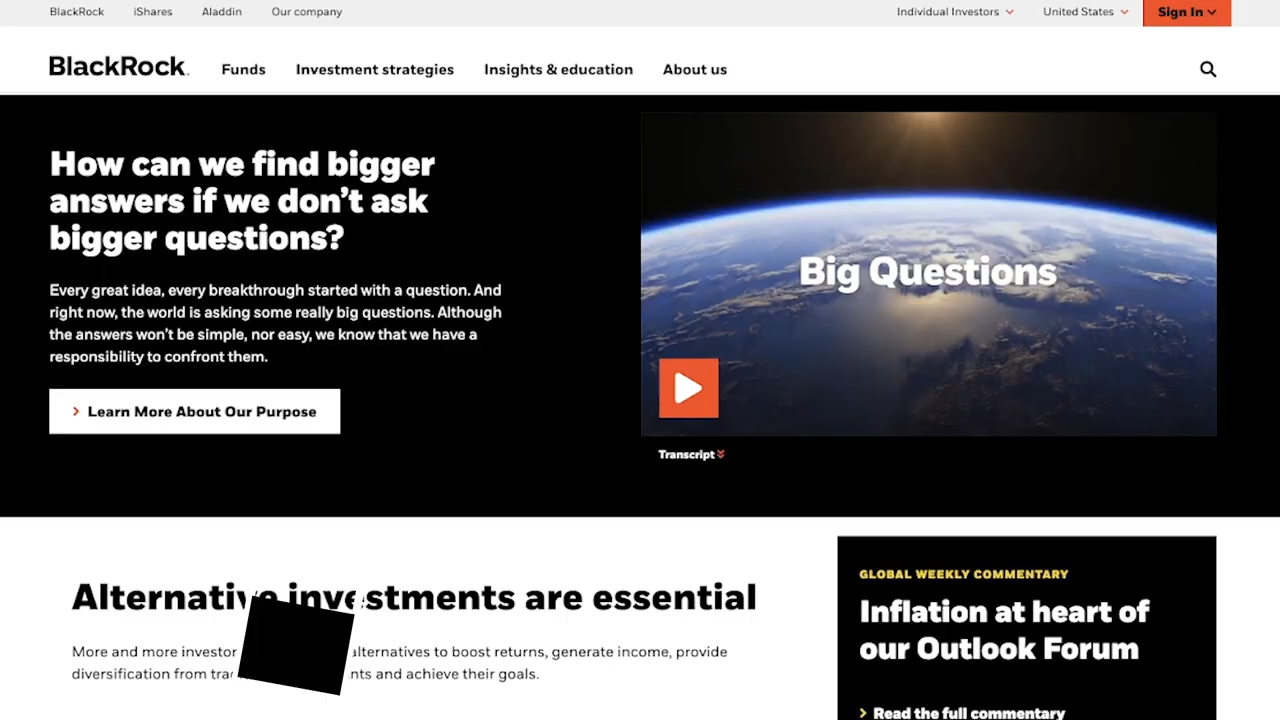 BlackRock iShares Aladdin Our company Individual Investors United States Sign In
BlackRock. Funds Investment strategies Insights & education About us
How can we find bigger
answers if we don't ask
bigger questions?
Every great idea, every breakthrough started with a question. And
right now, the world is asking some really big questions. Although
the answers won't be simple, nor easy, we know that we have a
responsibility to confront them.
Learn More About Our Purpose
Big Questions
Transcript
Alternative investments are essential
More and more alternatives to boost returns, generate income, provide
diversification from and achieve their goals.
GLOBAL WEEKLY COMMENTARY
Inflation at heart of
our Outlook Forum
Read the full commentary